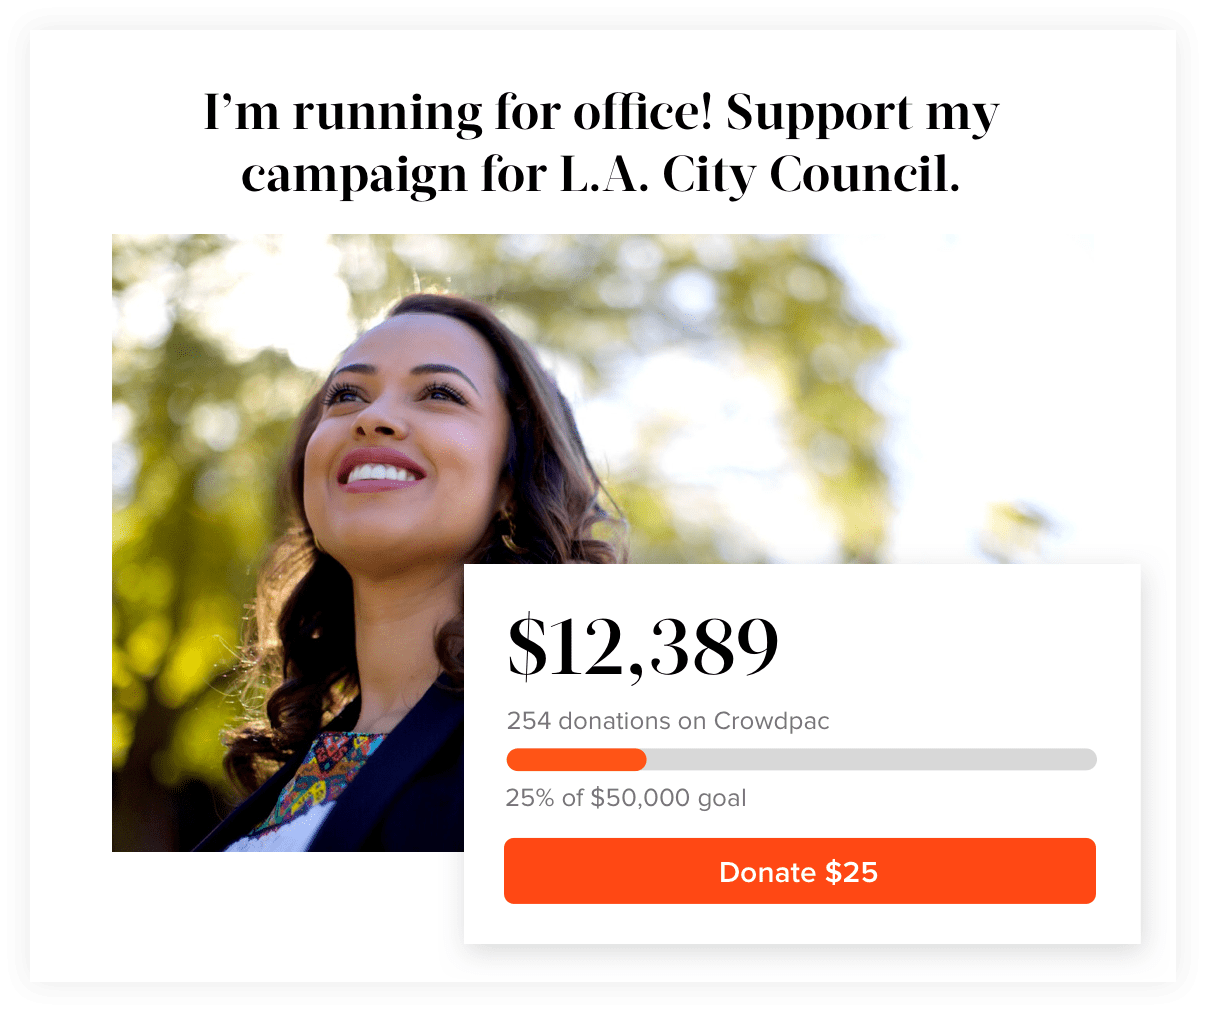 I’m running for office! Support my
campaign for L.A. City Council.
$12,389
254 donations on Crowdpac
25% of $50,000 goal
Donate $25